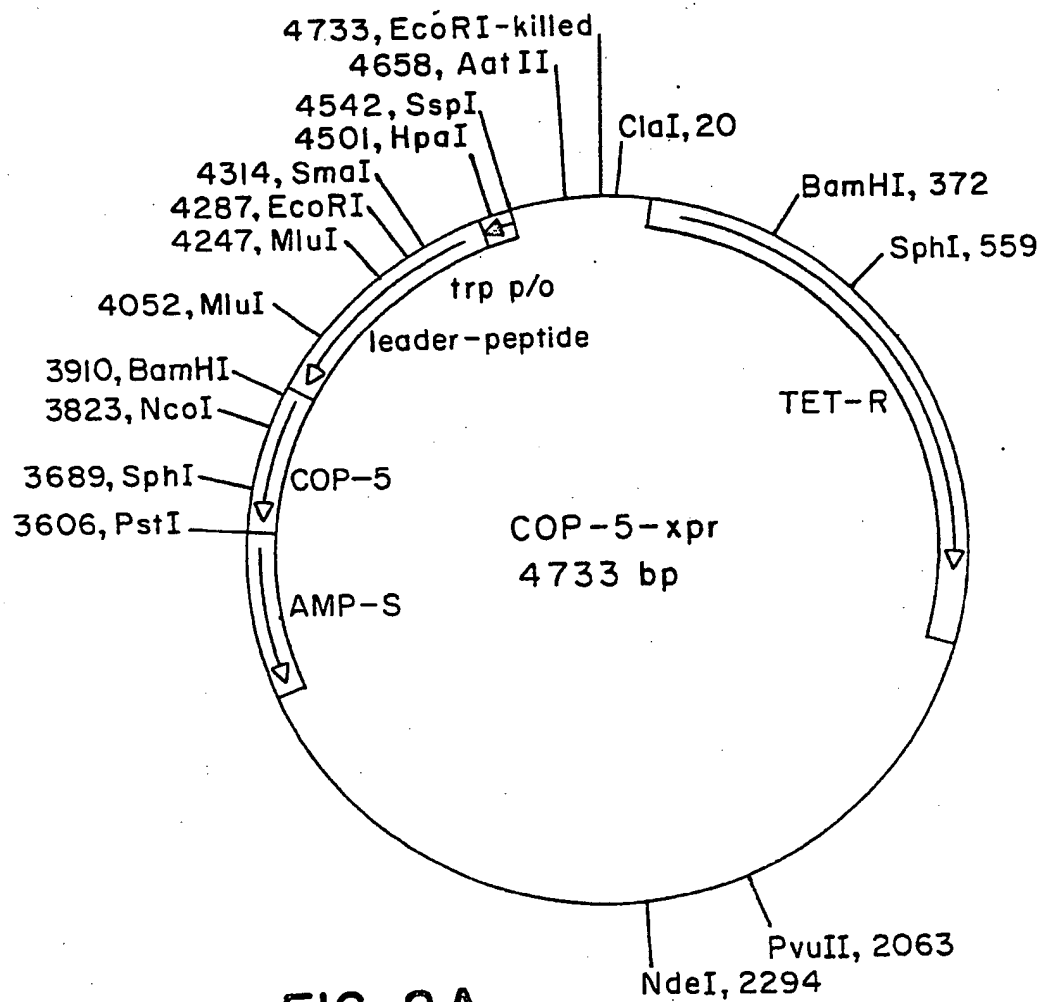 4733, EcoRI-killed
4658, AatII
4542, SspI
4501, HpaI
4314, SmaI
4287, EcoRI
4247, MluI
4052, MluI
3910, BamHI
3823, NcoI
3689, SphI
3606, PstI
ClaI, 20
BamHI, 372
SphI, 559
trp p/o
leader-peptide
TET-R
COP-5
COP-5-xpr
4733 bp
AMP-S
PvuII, 2063
NdeI, 2294